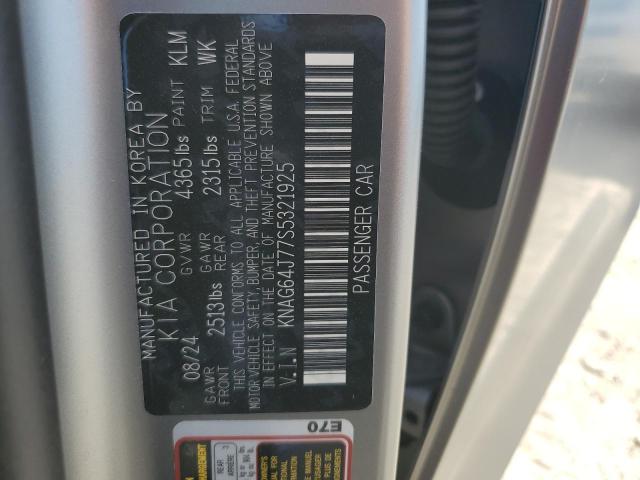 MANUFACTURED IN KOREA BY
KIA CORPORATION
08/24 GVWR 4365lbs PAINT KLM
GAWR FRONT 2513lbs GAWR REAR 2315lbs TRIM WK
THIS VEHICLE CONFORMS TO ALL APPLICABLE U.S.A. FEDERAL
MOTOR VEHICLE SAFETY, BUMPER, AND THEFT PREVENTION STANDARDS
IN EFFECT ON THE DATE OF MANUFACTURE SHOWN ABOVE
V.I.N KNAG64J77S5321925
PASSENGER CAR
E70
REAR
ARRIÈRE